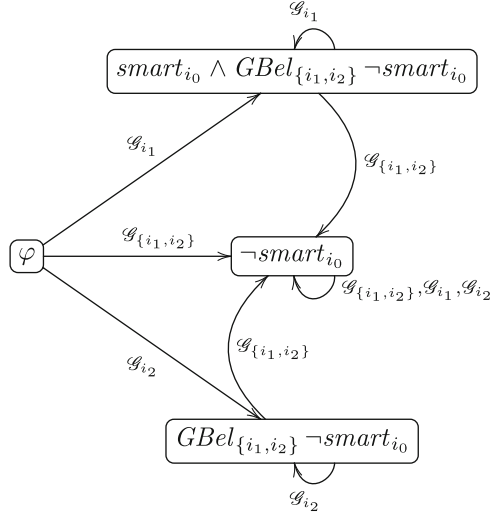 𝒢_{i_1}
smart_{i_0} ∧ GBel_{\{i_1,i_2\}} ¬smart_{i_0}
𝒢_{i_1}
𝒢_{\{i_1,i_2\}}
𝒢_{\{i_1,i_2\}}
φ
¬smart_{i_0}
𝒢_{\{i_1,i_2\}},𝒢_{i_1},𝒢_{i_2}
𝒢_{\{i_1,i_2\}}
𝒢_{i_2}
GBel_{\{i_1,i_2\}} ¬smart_{i_0}
𝒢_{i_2}